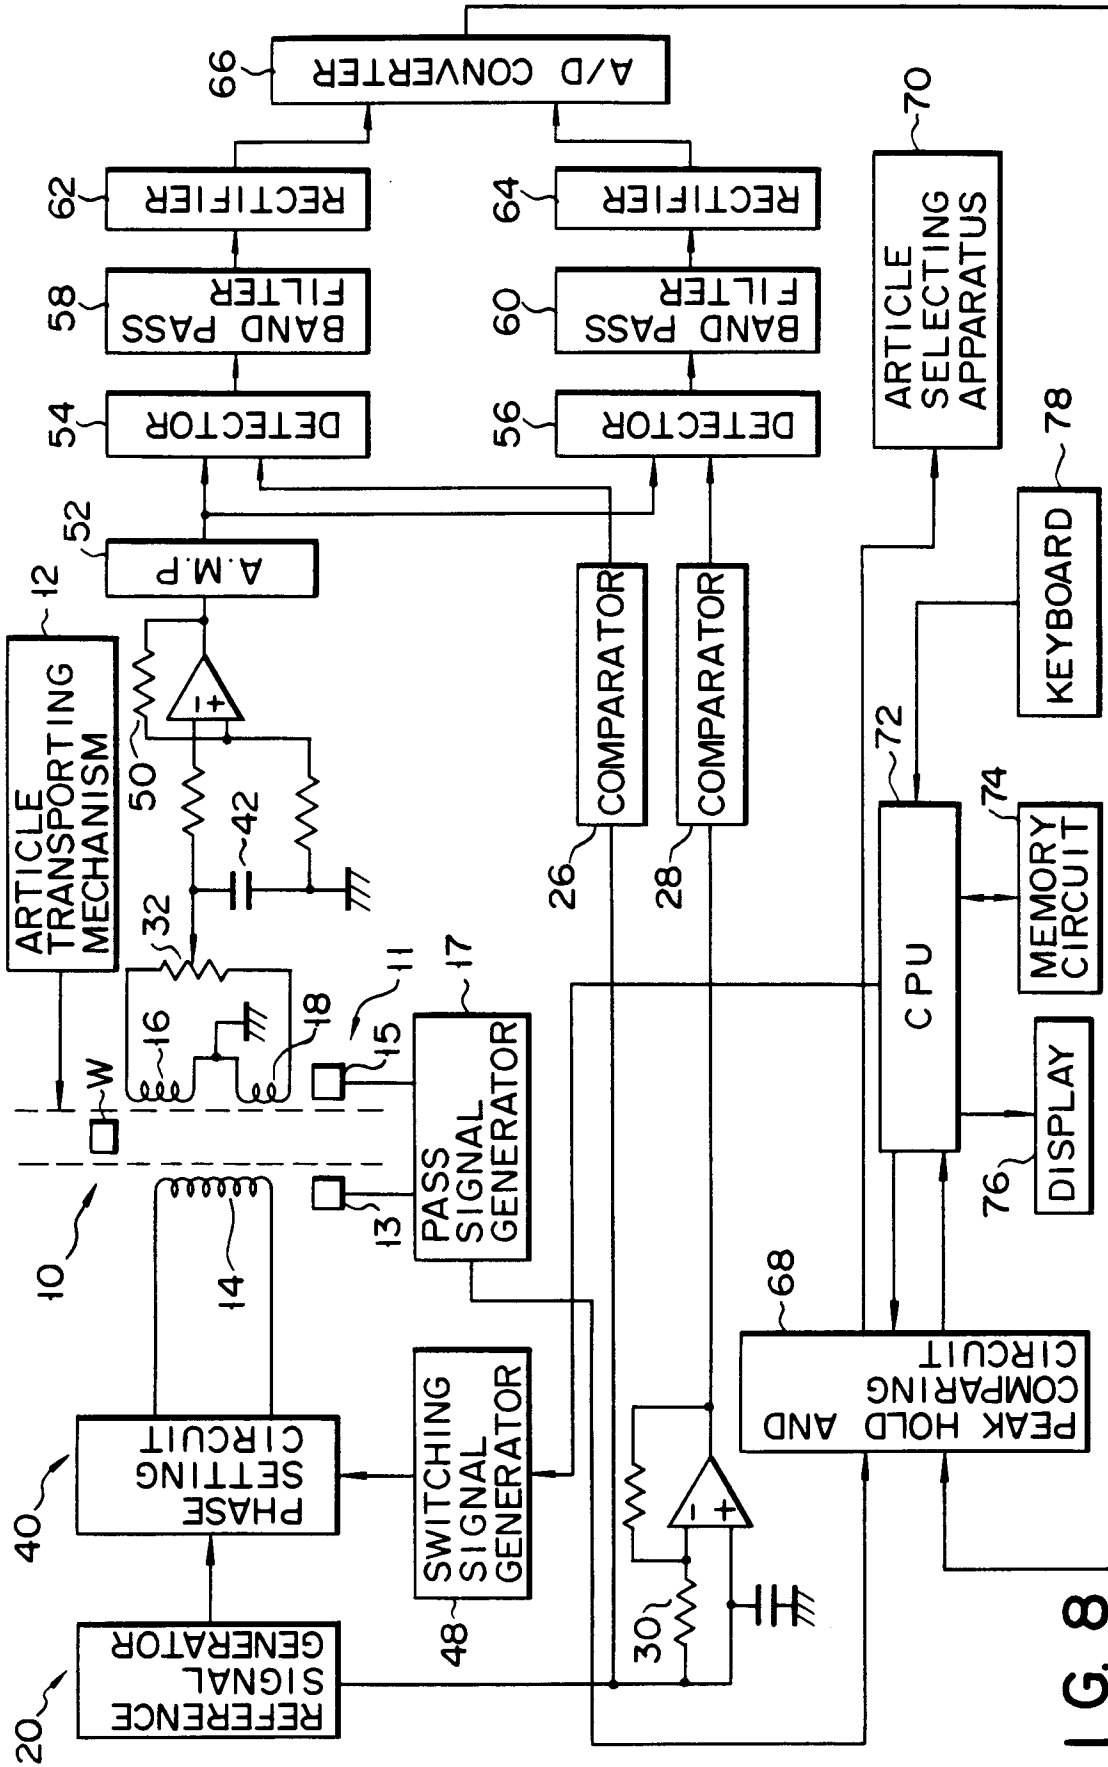 20
REFERENCE
SIGNAL
GENERATOR
40
PHASE
SETTING
CIRCUIT
48
SWITCHING
SIGNAL
GENERATOR
10
14
W
12
ARTICLE
TRANSPORTING
MECHANISM
16
18
32
11
13
15
17
PASS
SIGNAL
GENERATOR
42
50
−
+
52
A.M.P
54
DETECTOR
56
DETECTOR
58
BAND PASS
FILTER
60
BAND PASS
FILTER
62
RECTIFIER
64
RECTIFIER
66
A/D CONVERTER
26
COMPARATOR
28
COMPARATOR
30
−
+
68
PEAK HOLD AND
COMPARING
CIRCUIT
70
ARTICLE
SELECTING
APPARATUS
72
CPU
74
MEMORY
CIRCUIT
76
DISPLAY
78
KEYBOARD
I G. 8